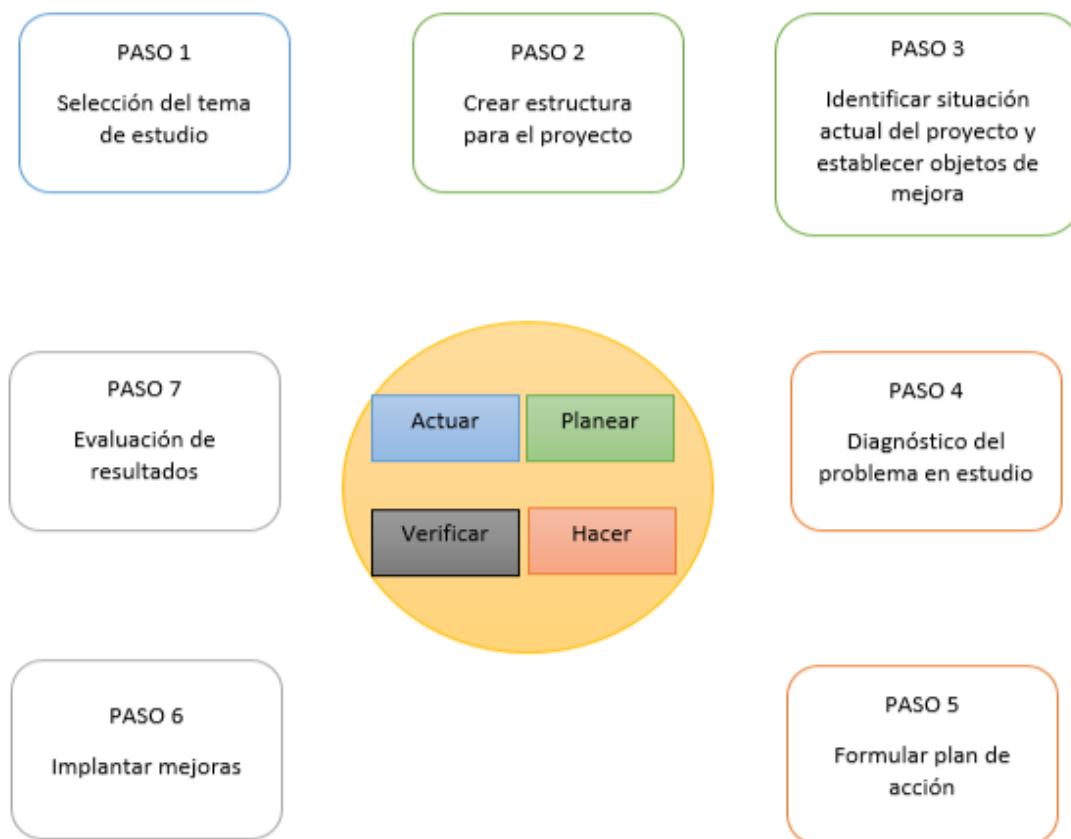 PASO 1
Selección del tema
de estudio
PASO 2
Crear estructura
para el proyecto
PASO 3
Identificar situación
actual del proyecto y
establecer objetos de
mejora
PASO 7
Evaluación de
resultados
Actuar
Planear
Verificar
Hacer
PASO 4
Diagnóstico del
problema en estudio
PASO 6
Implantar mejoras
PASO 5
Formular plan de
acción